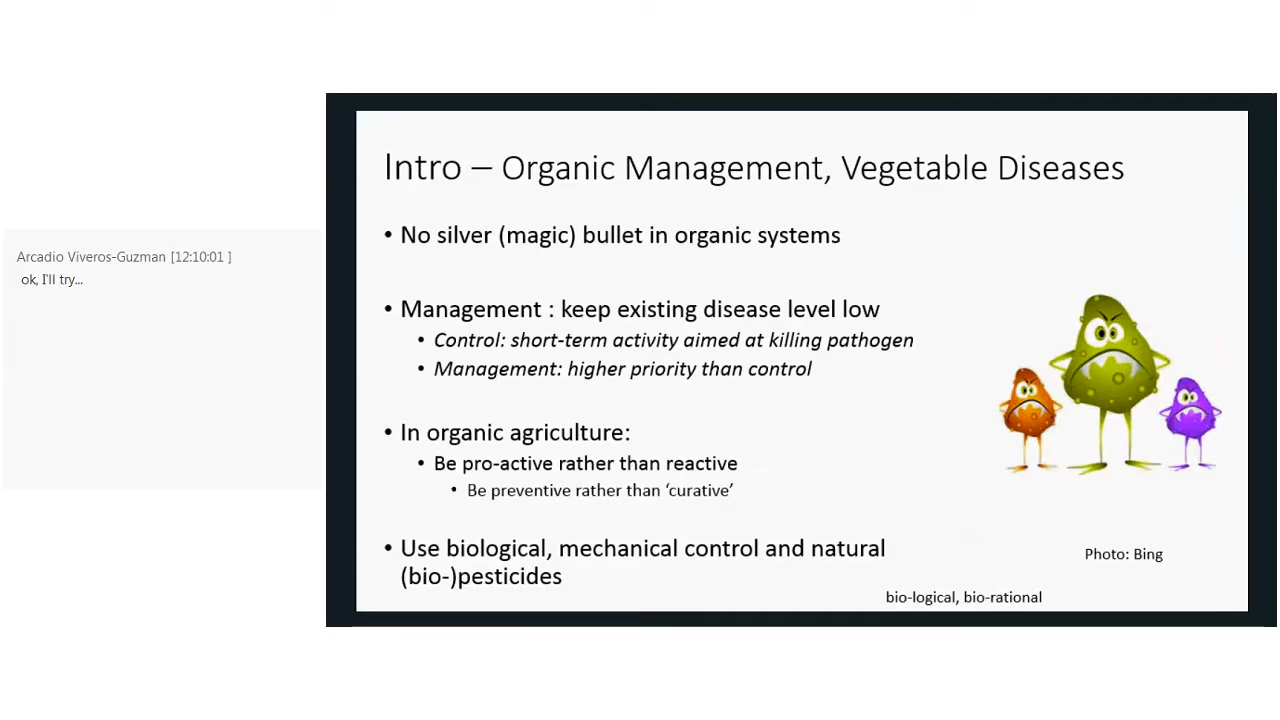 Arcadio Viveros-Guzman [12:10:01 ]
ok, I'll try...
Intro – Organic Management, Vegetable Diseases
• No silver (magic) bullet in organic systems
• Management : keep existing disease level low
• Control: short-term activity aimed at killing pathogen
• Management: higher priority than control
• In organic agriculture:
• Be pro-active rather than reactive
• Be preventive rather than ‘curative’
• Use biological, mechanical control and natural
(bio-)pesticides
Photo: Bing
bio-logical, bio-rational